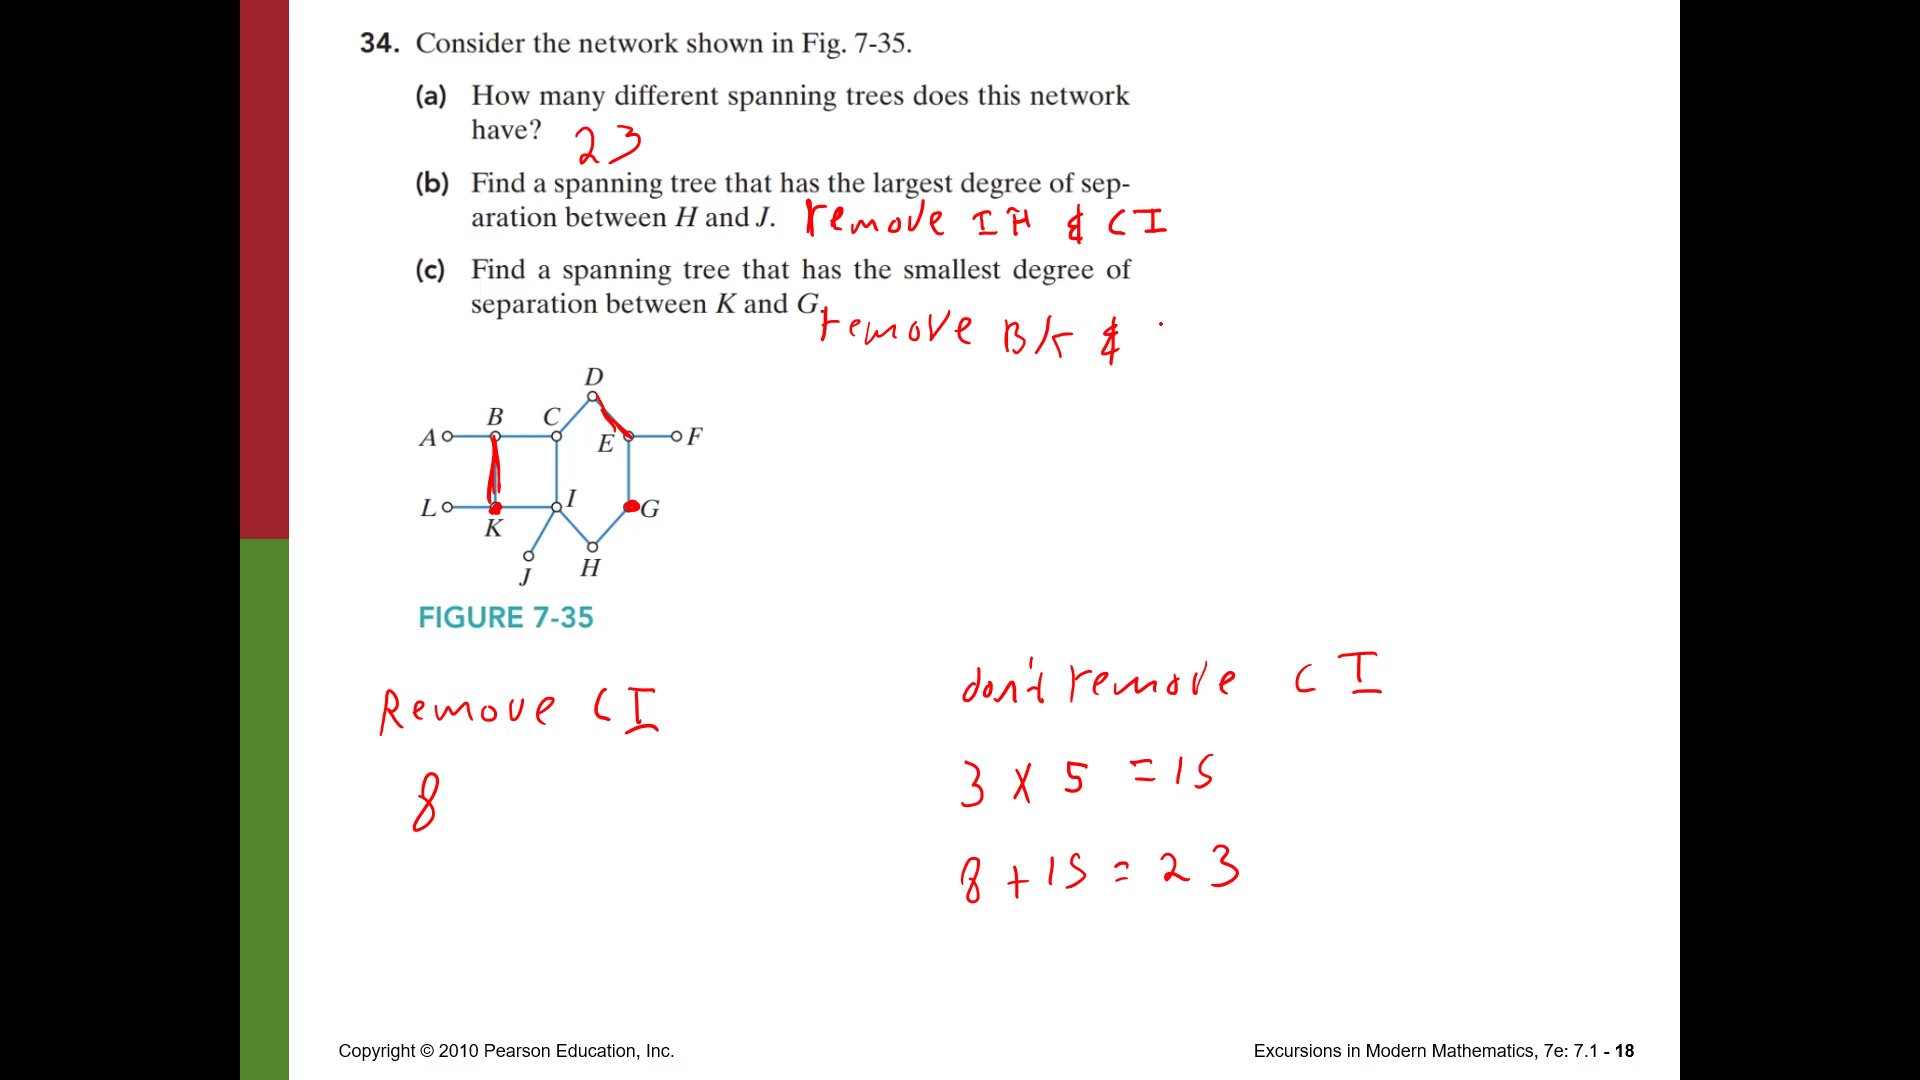 34. Consider the network shown in Fig. 7-35.
(a) How many different spanning trees does this network
have? 23
(b) Find a spanning tree that has the largest degree of sep-
aration between H and J. remove IH & CI
(c) Find a spanning tree that has the smallest degree of
separation between K and G.
remove BK &
D
B C
A E F
L I G
K
J H
FIGURE 7-35
Remove CI
8
don't remove CI
3 x 5 = 15
8 + 15 = 23
Copyright © 2010 Pearson Education, Inc.
Excursions in Modern Mathematics, 7e: 7.1 - 18